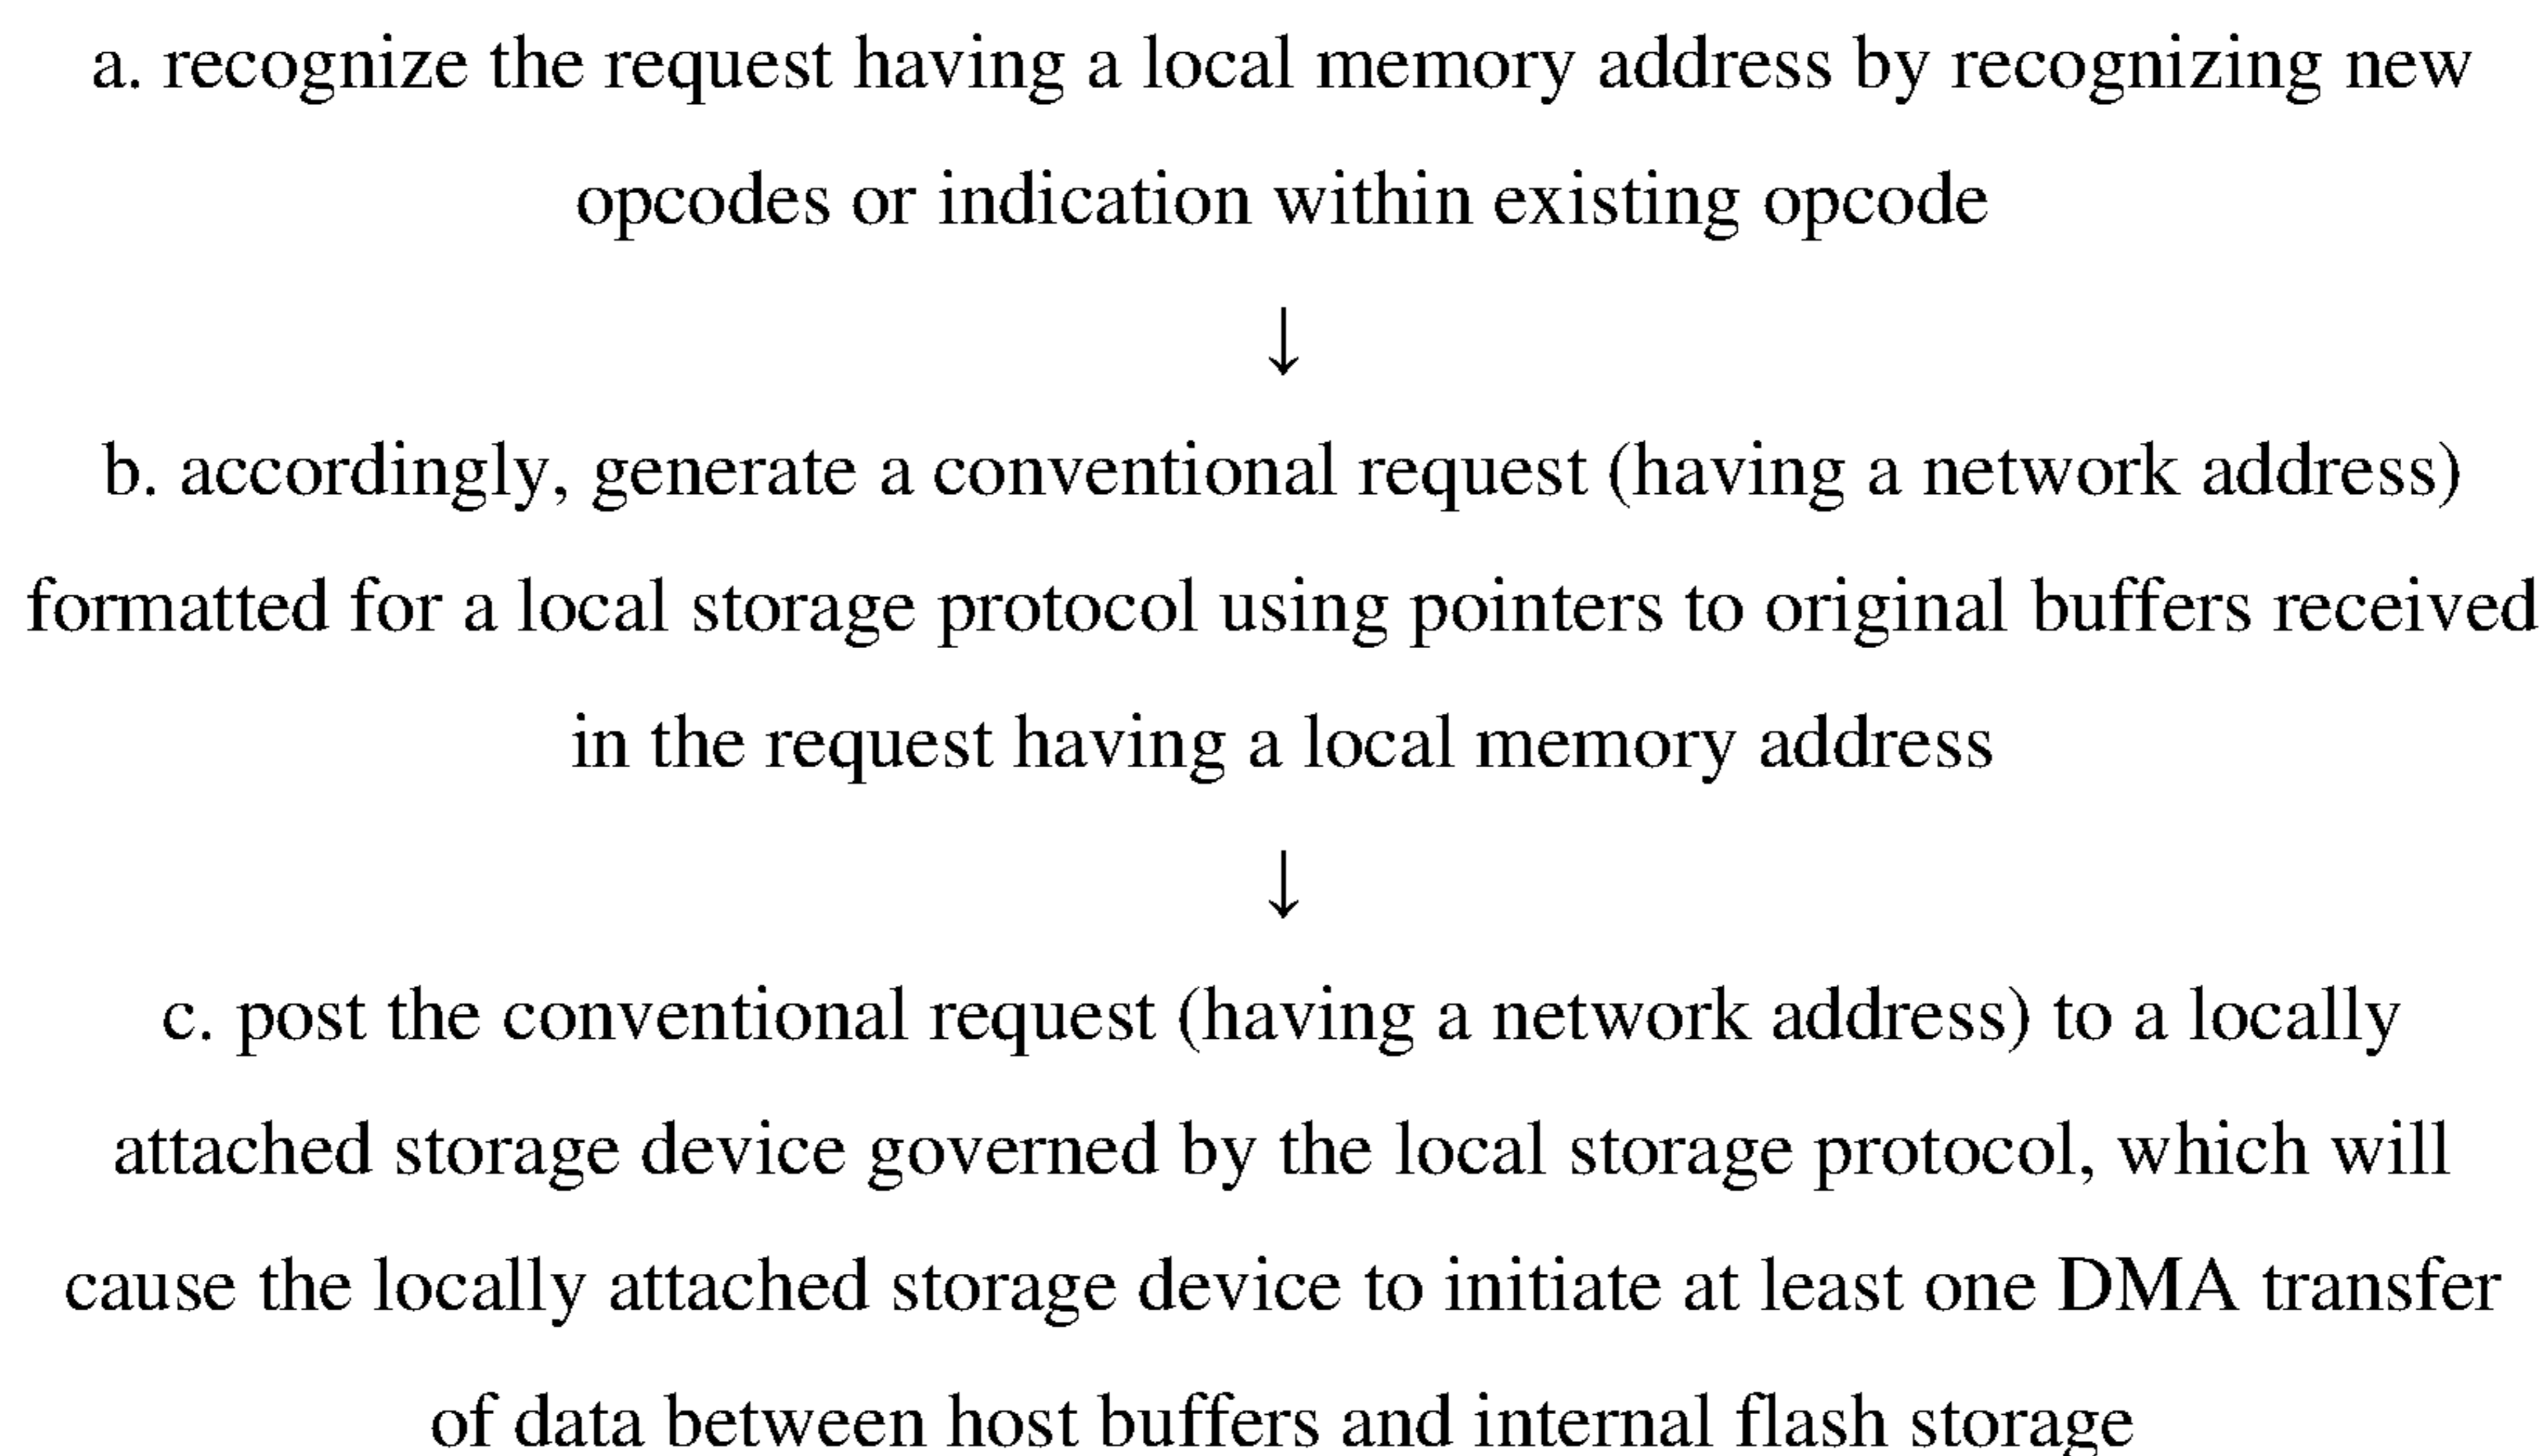 a. recognize the request having a local memory address by recognizing new
opcodes or indication within existing opcode
↓
b. accordingly, generate a conventional request (having a network address)
formatted for a local storage protocol using pointers to original buffers received
in the request having a local memory address
↓
c. post the conventional request (having a network address) to a locally
attached storage device governed by the local storage protocol, which will
cause the locally attached storage device to initiate at least one DMA transfer
of data between host buffers and internal flash storage